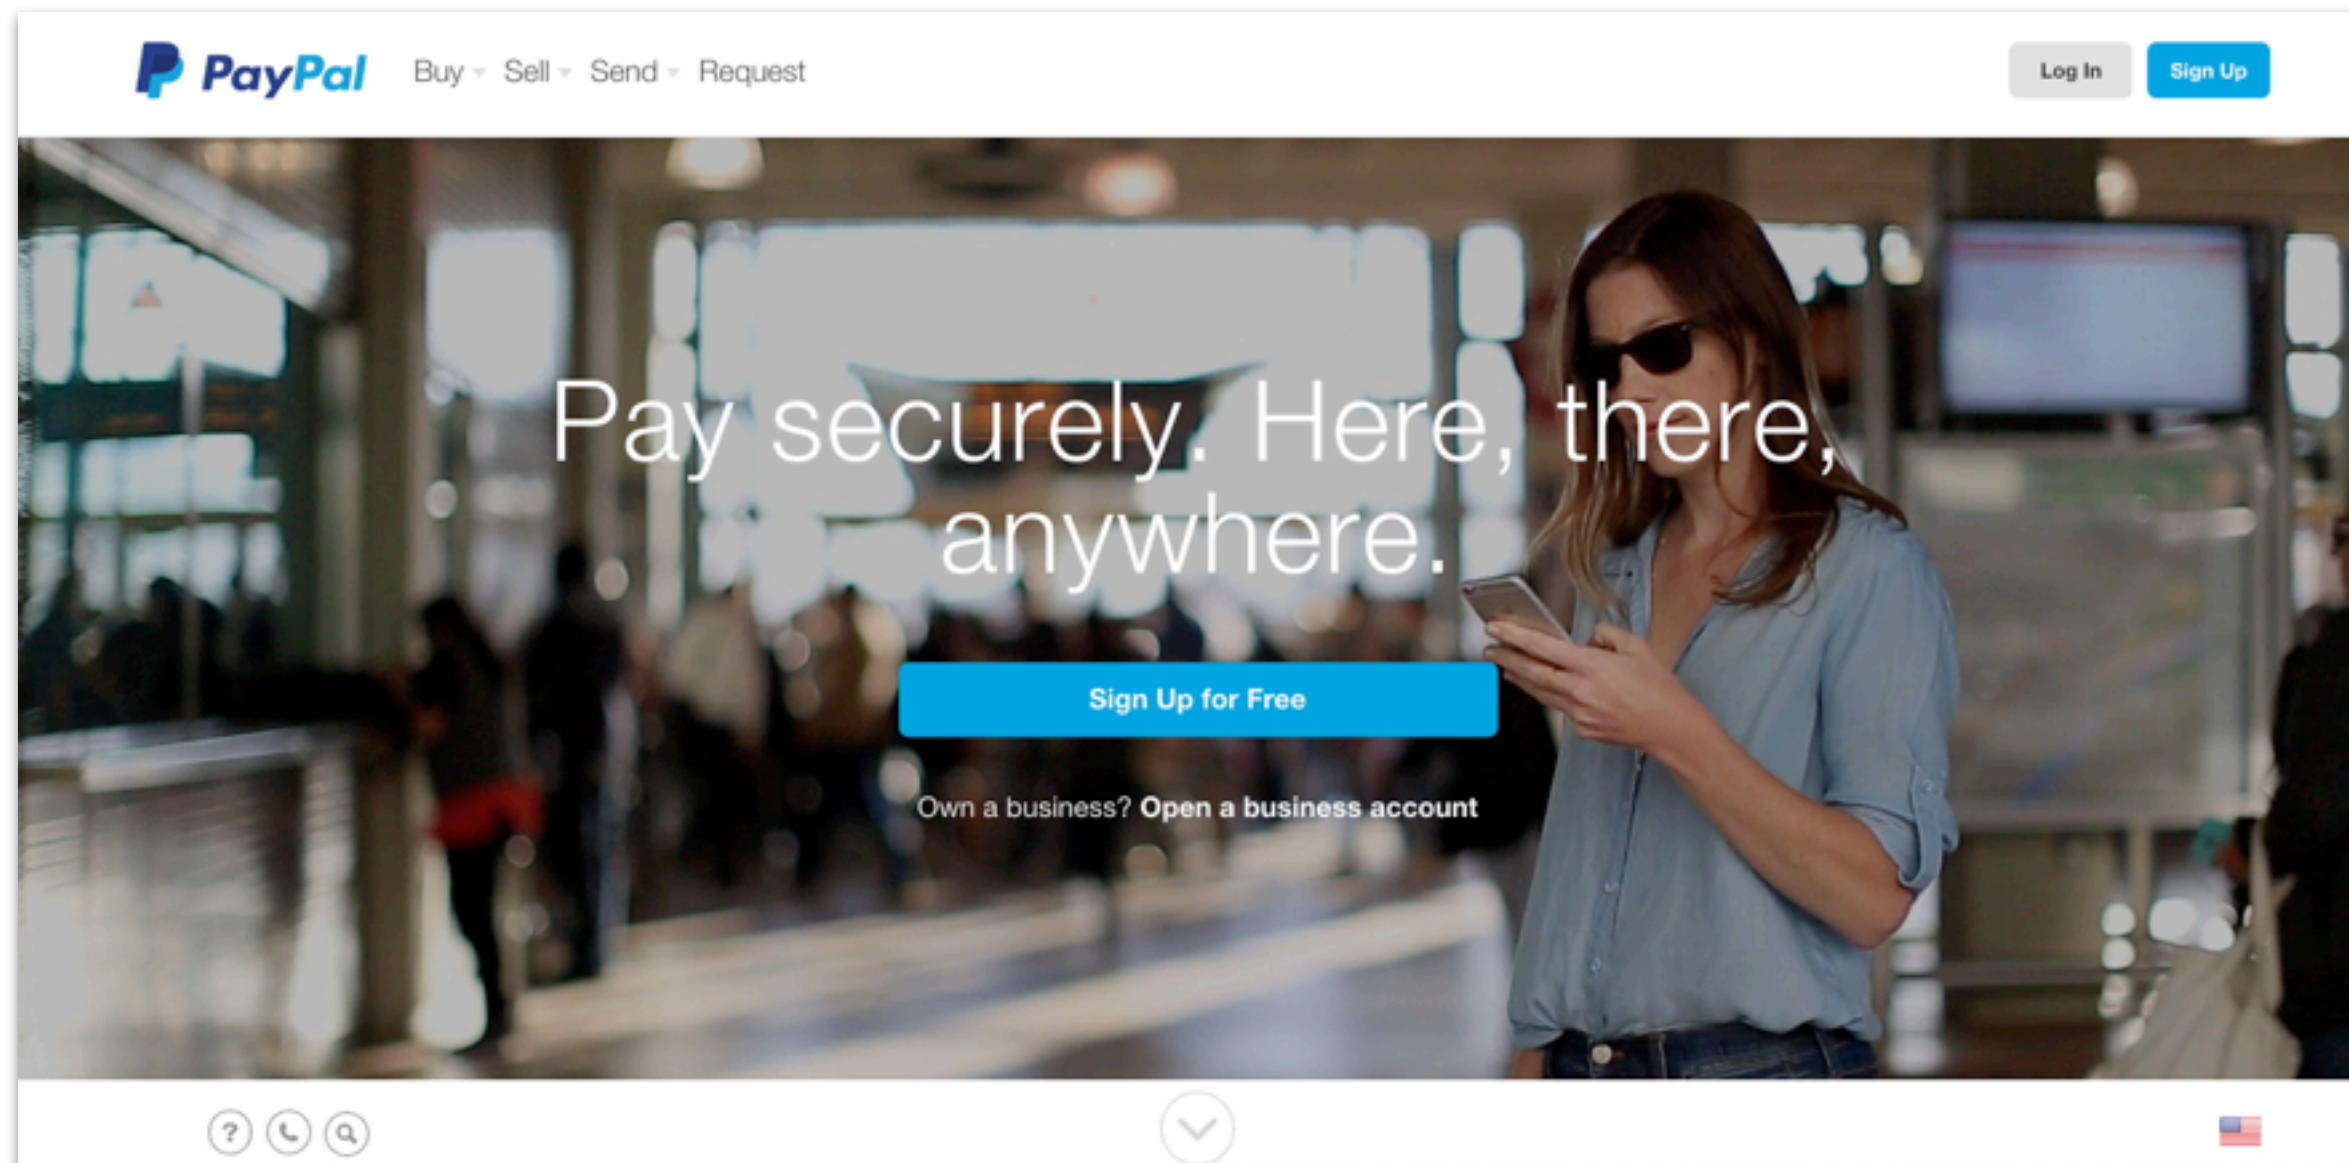 PayPal
Buy Sell Send Request
Log In
Sign Up
Pay securely. Here, there,
anywhere.
Sign Up for Free
Own a business? Open a business account
?